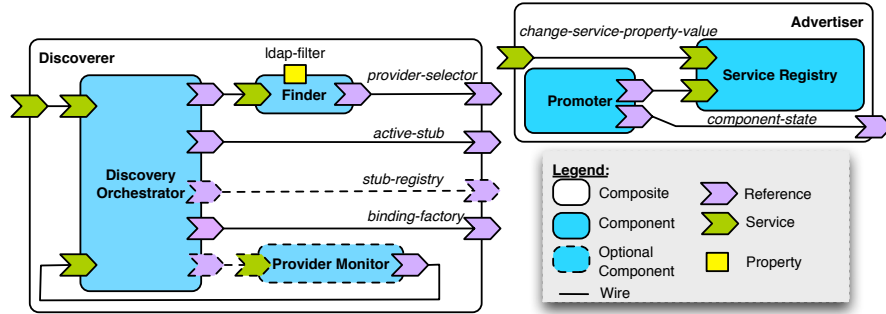 Discoverer
ldap-filter
Finder
provider-selector
active-stub
Discovery
Orchestrator
stub-registry
binding-factory
Provider Monitor
Advertiser
change-service-property-value
Service Registry
Promoter
component-state
Legend:
Composite
Reference
Component
Service
Optional
Component
Property
Wire